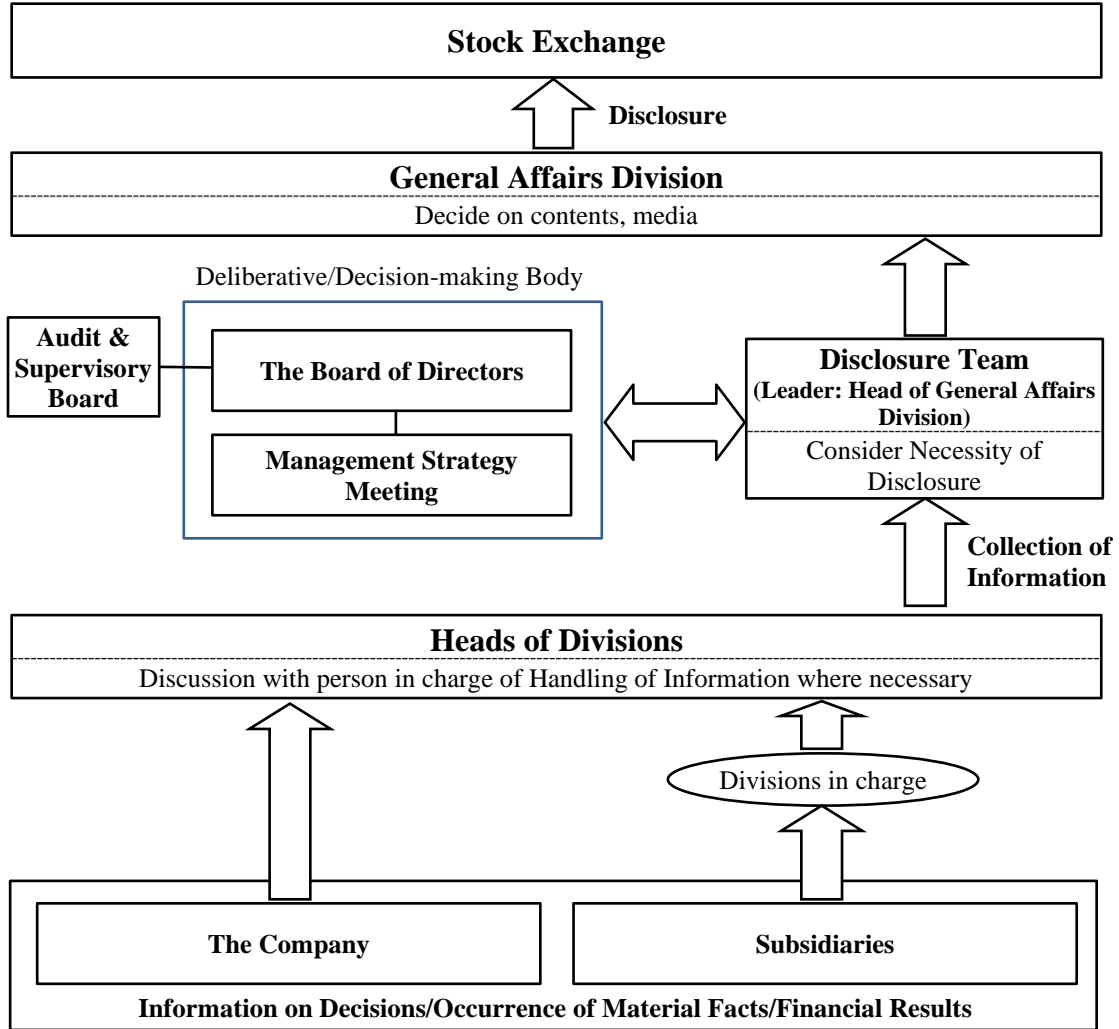 Stock Exchange
Disclosure
General Affairs Division
Decide on contents, media
Deliberative/Decision-making Body
Audit &
Supervisory
Board
The Board of Directors
Management Strategy
Meeting
Disclosure Team
(Leader: Head of General Affairs
Division)
Consider Necessity of
Disclosure
Collection of
Information
Heads of Divisions
Discussion with person in charge of Handling of Information where necessary
Divisions in charge
The Company
Subsidiaries
Information on Decisions/Occurrence of Material Facts/Financial Results